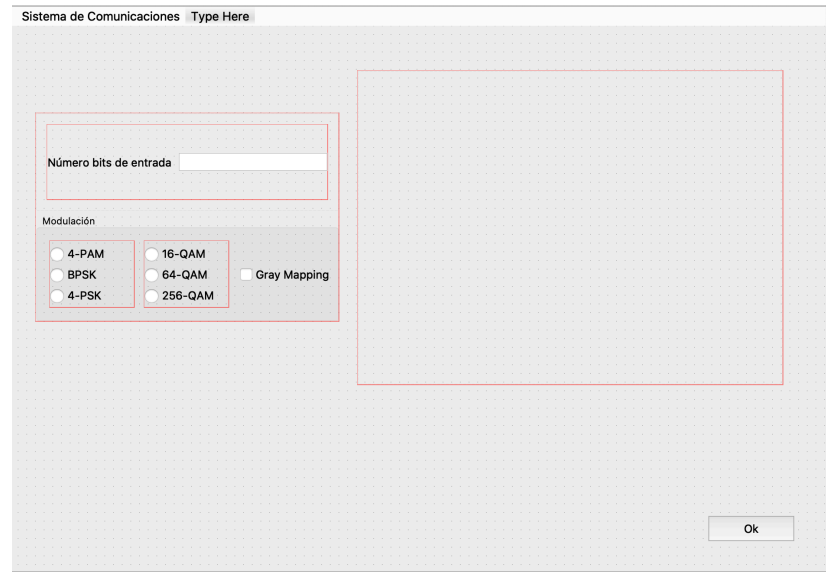 Sistema de Comunicaciones Type Here
Número bits de entrada
Modulación
4-PAM 16-QAM
BPSK 64-QAM Gray Mapping
4-PSK 256-QAM
Ok